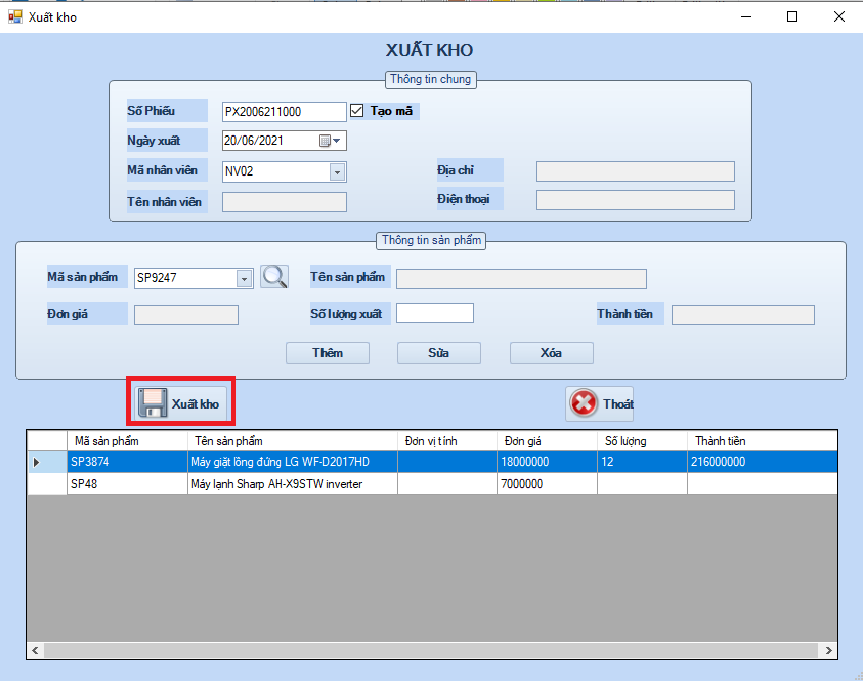 Xuất kho
XUẤT KHO
Thông tin chung
Số Phiếu PX2006211000 Tạo mã
Ngày xuất 20/06/2021
Mã nhân viên NV02 Địa chỉ
Tên nhân viên Điện thoại
Thông tin sản phẩm
Mã sản phẩm SP9247 Tên sản phẩm
Đơn giá Số lượng xuất Thành tiền
Thêm Sửa Xóa
Xuất kho Thoát
Mã sản phẩm Tên sản phẩm Đơn vị tính Đơn giá Số lượng Thành tiền
SP3874 Máy giặt lồng đứng LG WF-D2017HD 18000000 12 216000000
SP48 Máy lạnh Sharp AH-X9STW inverter 7000000